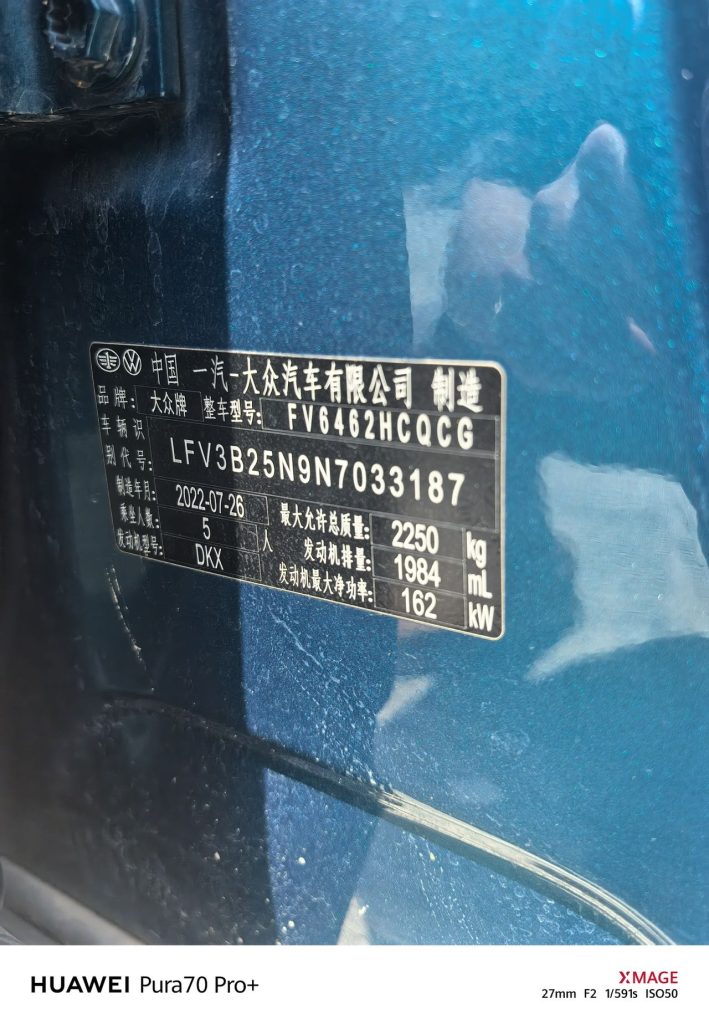 中国 一汽-大众汽车有限公司 制造
品牌: 大众牌 整车型号: FV6462HCQCG
车辆识别代号: LFV3B25N9N7033187
制造年月: 2022-07-26 最大允许总质量: 2250 kg
乘坐人数: 5 人 发动机排量: 1984 mL
发动机型号: DKX 发动机最大净功率: 162 kW
HUAWEI Pura70 Pro+
XMAGE
27mm F2 1/591s ISO50